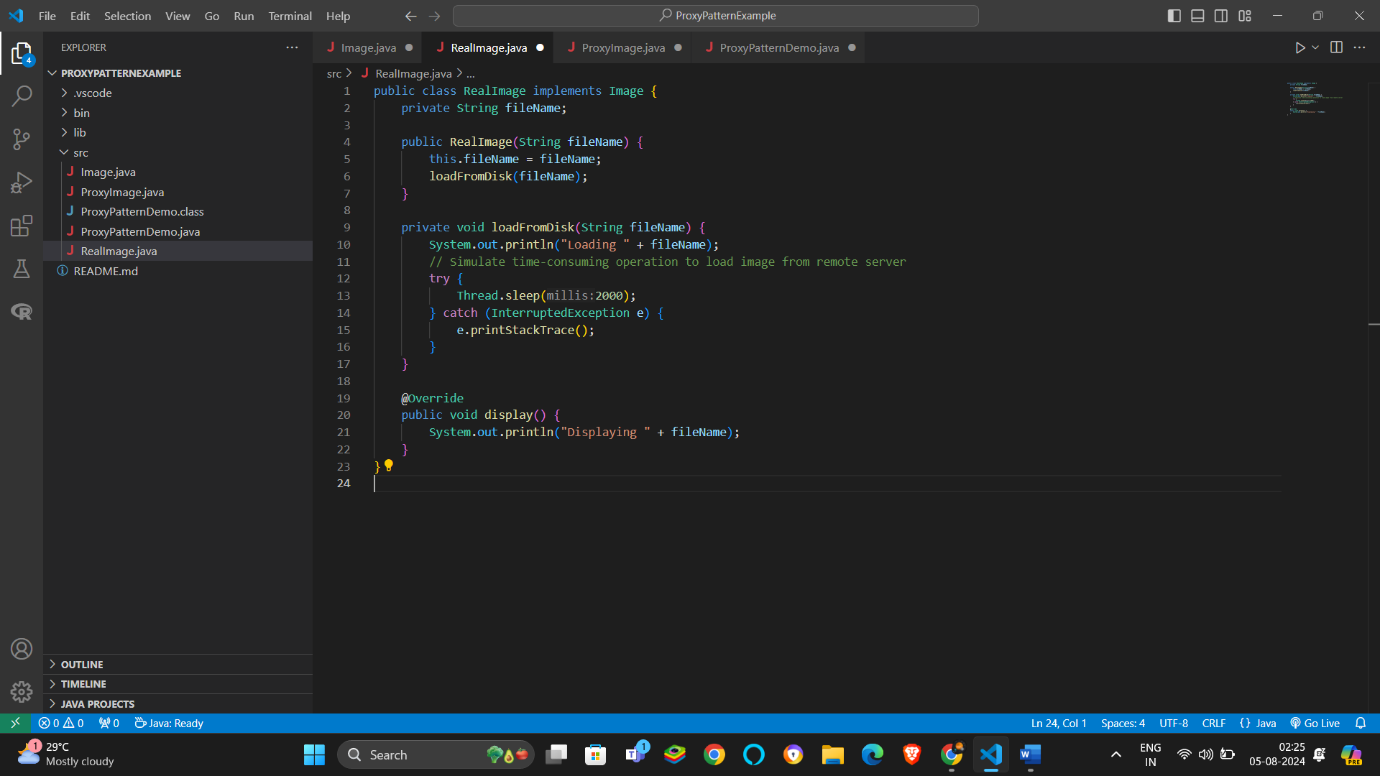 File Edit Selection View Go Run Terminal Help
ProxyPatternExample
EXPLORER
4
PROXYPATTERNEXAMPLE
.vscode
bin
lib
src
J Image.java
J ProxyImage.java
J ProxyPatternDemo.class
J ProxyPatternDemo.java
J RealImage.java
README.md
OUTLINE
TIMELINE
JAVA PROJECTS
J Image.java J RealImage.java J ProxyImage.java J ProxyPatternDemo.java
src > J RealImage.java > ...
1 public class RealImage implements Image {
2 private String fileName;
3
4 public RealImage(String fileName) {
5 this.fileName = fileName;
6 loadFromDisk(fileName);
7 }
8
9 private void loadFromDisk(String fileName) {
10 System.out.println("Loading " + fileName);
11 // Simulate time-consuming operation to load image from remote server
12 try {
13 Thread.sleep(millis:2000);
14 } catch (InterruptedException e) {
15 e.printStackTrace();
16 }
17 }
18
19 @Override
20 public void display() {
21 System.out.println("Displaying " + fileName);
22 }
23 }
24
0 0 0 Java: Ready Ln 24, Col 1 Spaces: 4 UTF-8 CRLF {} Java Go Live
1 29°C
Mostly cloudy
Search
1
W
PRE
ENG
IN
02:25
05-08-2024